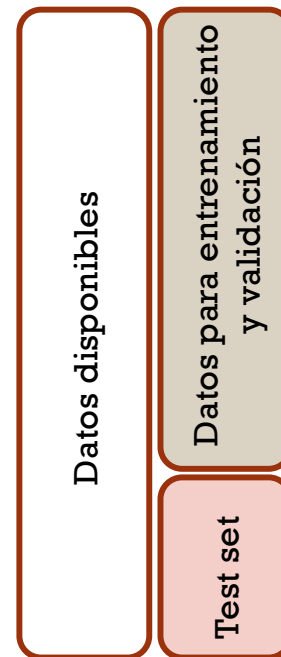 Datos disponibles
Datos para entrenamiento
y validación
Test set